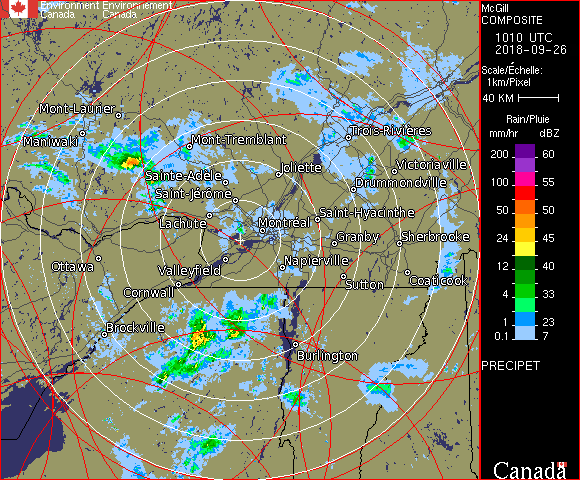 Environment Environnement
Canada Canada
McGill
COMPOSITE
1010 UTC
2018-09-26
Scale/Échelle:
1km/Pixel
40 KM
Rain/Pluie
mm/hr dBZ
200 60
150 57
100 55
50 50
24 45
12 40
4 33
1 23
0.1 7
PRECIPET
Canada
Mont-Laurier
Maniwaki
Mont-Tremblant
Trois-Rivières
Sainte-Adèle
Joliette
Victoriaville
Saint-Jérôme
Drummondville
Lachute
Montréal
Saint-Hyacinthe
Granby
Sherbrooke
Ottawa
Valleyfield
Napierville
Cornwall
Sutton
Coaticook
Brockville
Burlington